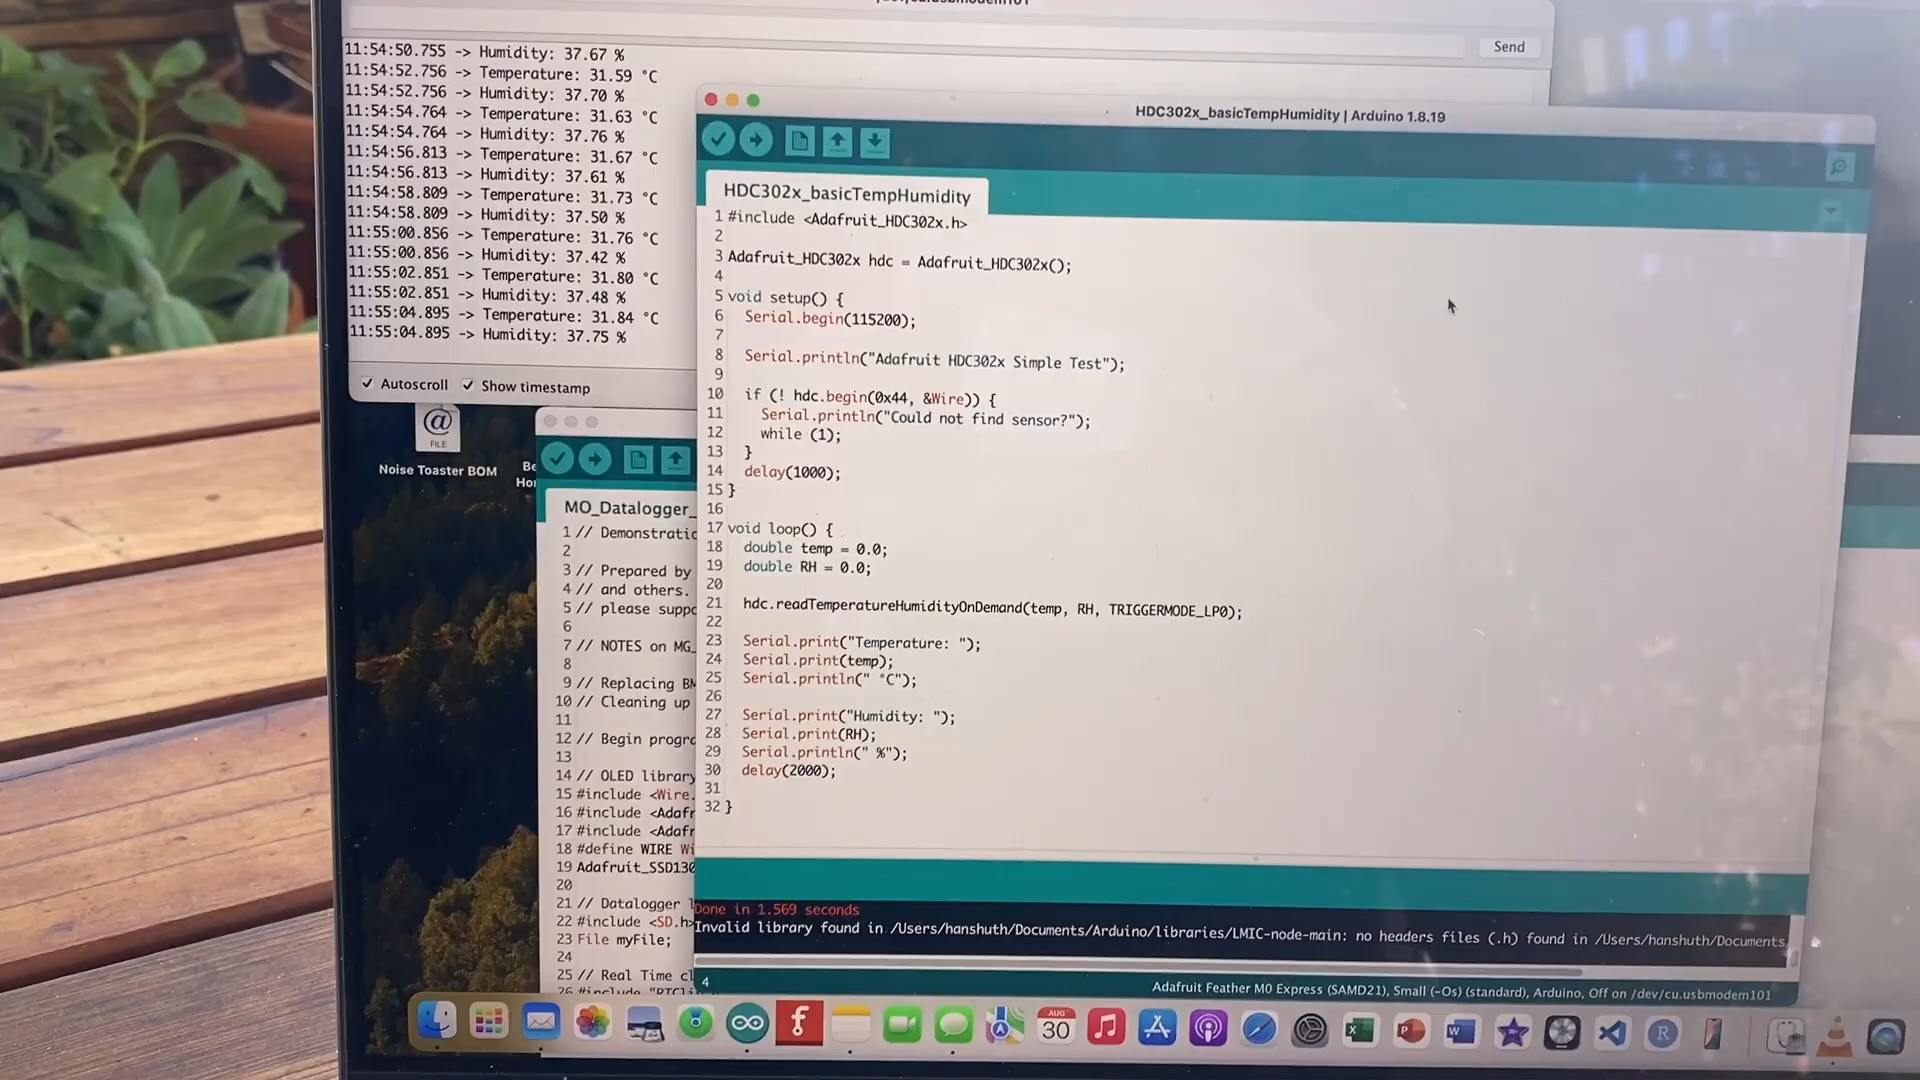 Send
11:54:50.755 -> Humidity: 37.67 %
11:54:52.756 -> Temperature: 31.59 °C
11:54:52.756 -> Humidity: 37.70 %
11:54:54.764 -> Temperature: 31.63 °C
11:54:54.764 -> Humidity: 37.76 %
11:54:56.813 -> Temperature: 31.67 °C
11:54:56.813 -> Humidity: 37.61 %
11:54:58.809 -> Temperature: 31.73 °C
11:54:58.809 -> Humidity: 37.50 %
11:55:00.856 -> Temperature: 31.76 °C
11:55:00.856 -> Humidity: 37.42 %
11:55:02.851 -> Temperature: 31.80 °C
11:55:02.851 -> Humidity: 37.48 %
11:55:04.895 -> Temperature: 31.84 °C
11:55:04.895 -> Humidity: 37.75 %
Autoscroll Show timestamp
FILE
Noise Toaster BOM
HDC302x_basicTempHumidity | Arduino 1.8.19
HDC302x_basicTempHumidity
1 #include <Adafruit_HDC302x.h>
2
3 Adafruit_HDC302x hdc = Adafruit_HDC302x();
4
5 void setup() {
6 Serial.begin(115200);
7
8 Serial.println("Adafruit HDC302x Simple Test");
9
10 if (! hdc.begin(0x44, &Wire)) {
11 Serial.println("Could not find sensor?");
12 while (1);
13 }
14 delay(1000);
15 }
16
17 void loop() {
18 double temp = 0.0;
19 double RH = 0.0;
20
21 hdc.readTemperatureHumidityOnDemand(temp, RH, TRIGGERMODE_LP0);
22
23 Serial.print("Temperature: ");
24 Serial.print(temp);
25 Serial.println(" °C");
26
27 Serial.print("Humidity: ");
28 Serial.print(RH);
29 Serial.println(" %");
30 delay(2000);
31
32 }
Done in 1.569 seconds
Invalid library found in /Users/hanshuth/Documents/Arduino/libraries/LMIC-node-main: no headers files (.h) found in /Users/hanshuth/Documents
4
Adafruit Feather M0 Express (SAMD21), Small (-Os) (standard), Arduino, Off on /dev/cu.usbmodem101
MO_Datalogger_
1 // Demonstratic
2
3 // Prepared by
4 // and others.
5 // please suppo
6
7 // NOTES on MG_
8
9 // Replacing BM
10 // Cleaning up
11
12 // Begin progra
13
14 // OLED library
15 #include <Wire.
16 #include <Adafr
17 #include <Adafr
18 #define WIRE Wi
19 Adafruit_SSD130
20
21 // Datalogger l
22 #include <SD.h>
23 File myFile;
24
25 // Real Time cl
26 #include "RTCli
AUG
30